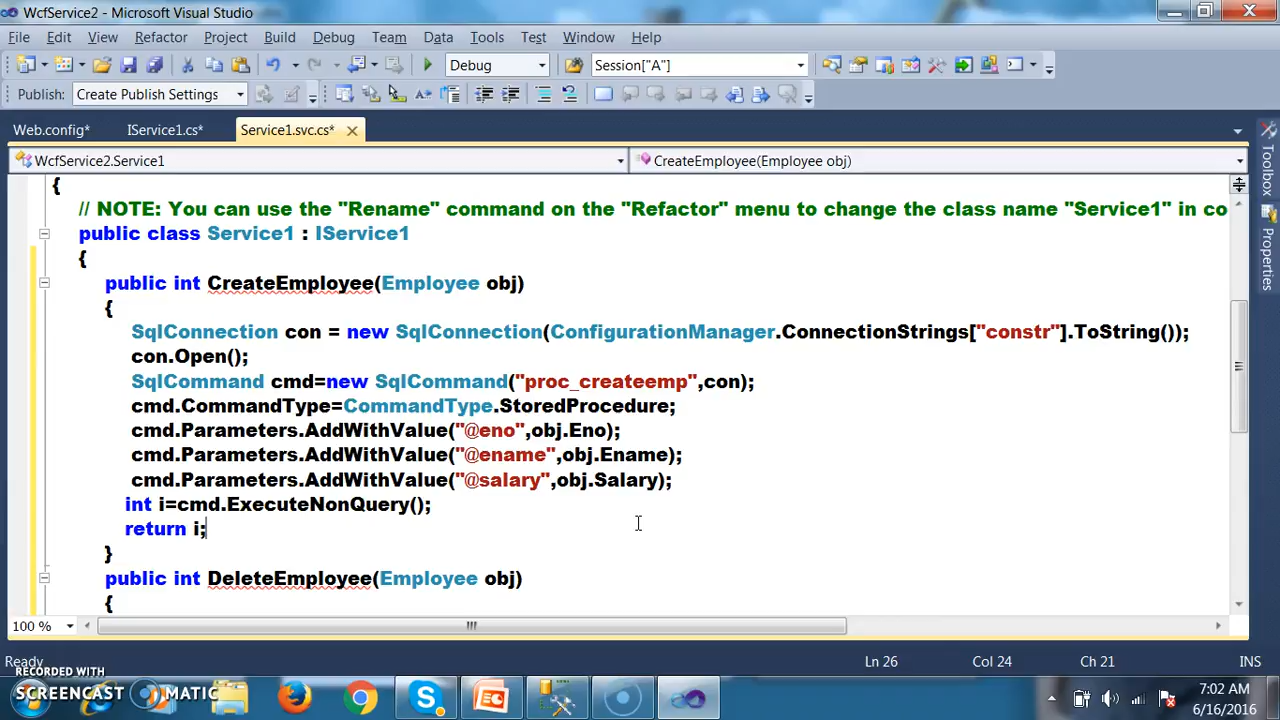 WcfService2 - Microsoft Visual Studio
File Edit View Refactor Project Build Debug Team Data Tools Test Window Help
Debug Session["A"]
Publish: Create Publish Settings
Web.config* IService1.cs* Service1.svc.cs*
WcfService2.Service1 CreateEmployee(Employee obj)
{
// NOTE: You can use the "Rename" command on the "Refactor" menu to change the class name "Service1" in co
public class Service1 : IService1
{
public int CreateEmployee(Employee obj)
{
SqlConnection con = new SqlConnection(ConfigurationManager.ConnectionStrings["constr"].ToString());
con.Open();
SqlCommand cmd=new SqlCommand("proc_createemp",con);
cmd.CommandType=CommandType.StoredProcedure;
cmd.Parameters.AddWithValue("@eno",obj.Eno);
cmd.Parameters.AddWithValue("@ename",obj.Ename);
cmd.Parameters.AddWithValue("@salary",obj.Salary);
int i=cmd.ExecuteNonQuery();
return i;
}
public int DeleteEmployee(Employee obj)
{
100 %
Ready Ln 26 Col 24 Ch 21 INS
Toolbox
Properties
RECORDED WITH
SCREENCAST MATIC
7:02 AM
6/16/2016